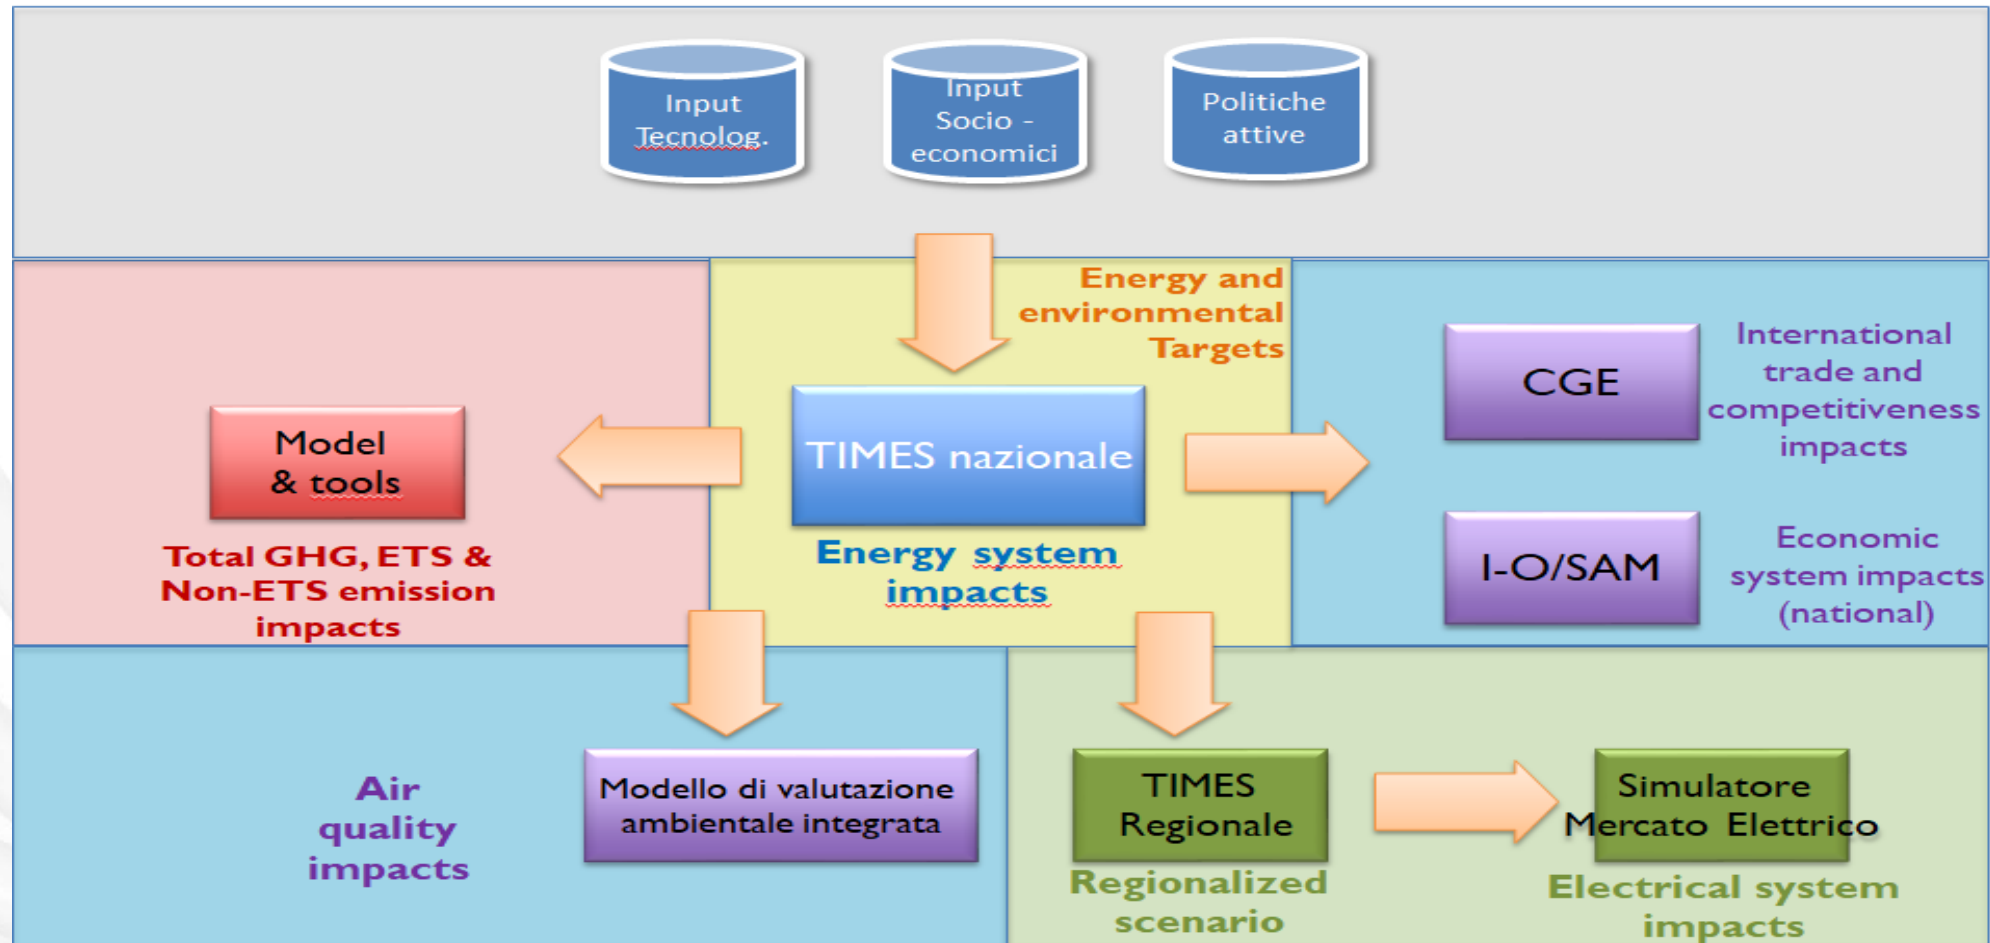 Input
Tecnolog.
Input
Socio -
economici
Politiche
attive
Energy and
environmental
Targets
Model
& tools
Total GHG, ETS &
Non-ETS emission
impacts
TIMES nazionale
Energy system
impacts
CGE
International
trade and
competitiveness
impacts
I-O/SAM
Economic
system impacts
(national)
Air
quality
impacts
Modello di valutazione
ambientale integrata
TIMES
Regionale
Regionalized
scenario
Simulatore
Mercato Elettrico
Electrical system
impacts